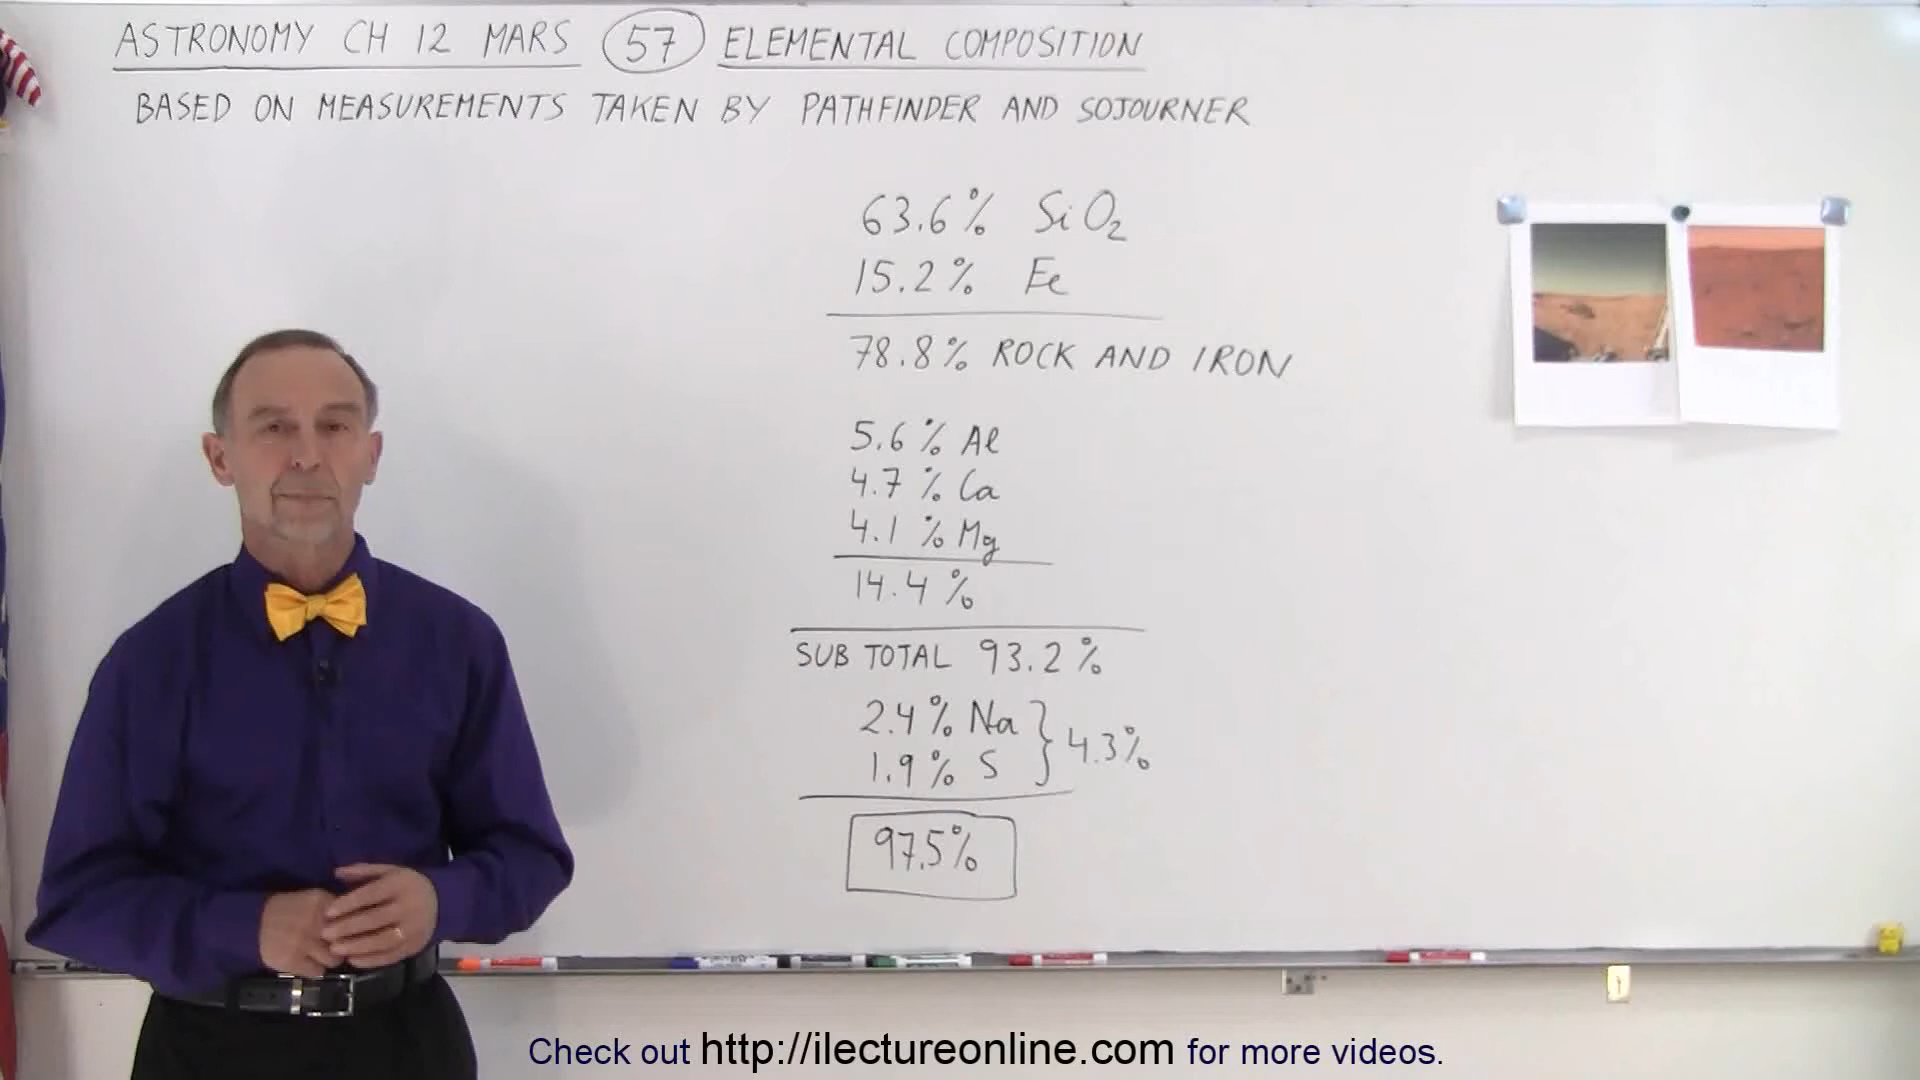 ASTRONOMY CH 12 MARS 57 ELEMENTAL COMPOSITION
BASED ON MEASUREMENTS TAKEN BY PATHFINDER AND SOJOURNER
63.6% SiO2
15.2% Fe
78.8% ROCK AND IRON
5.6% Al
4.7% Ca
4.1% Mg
14.4%
SUB TOTAL 93.2%
2.4% Na
1.9% S } 4.3%
97.5%
Check out http://ilectureonline.com for more videos.